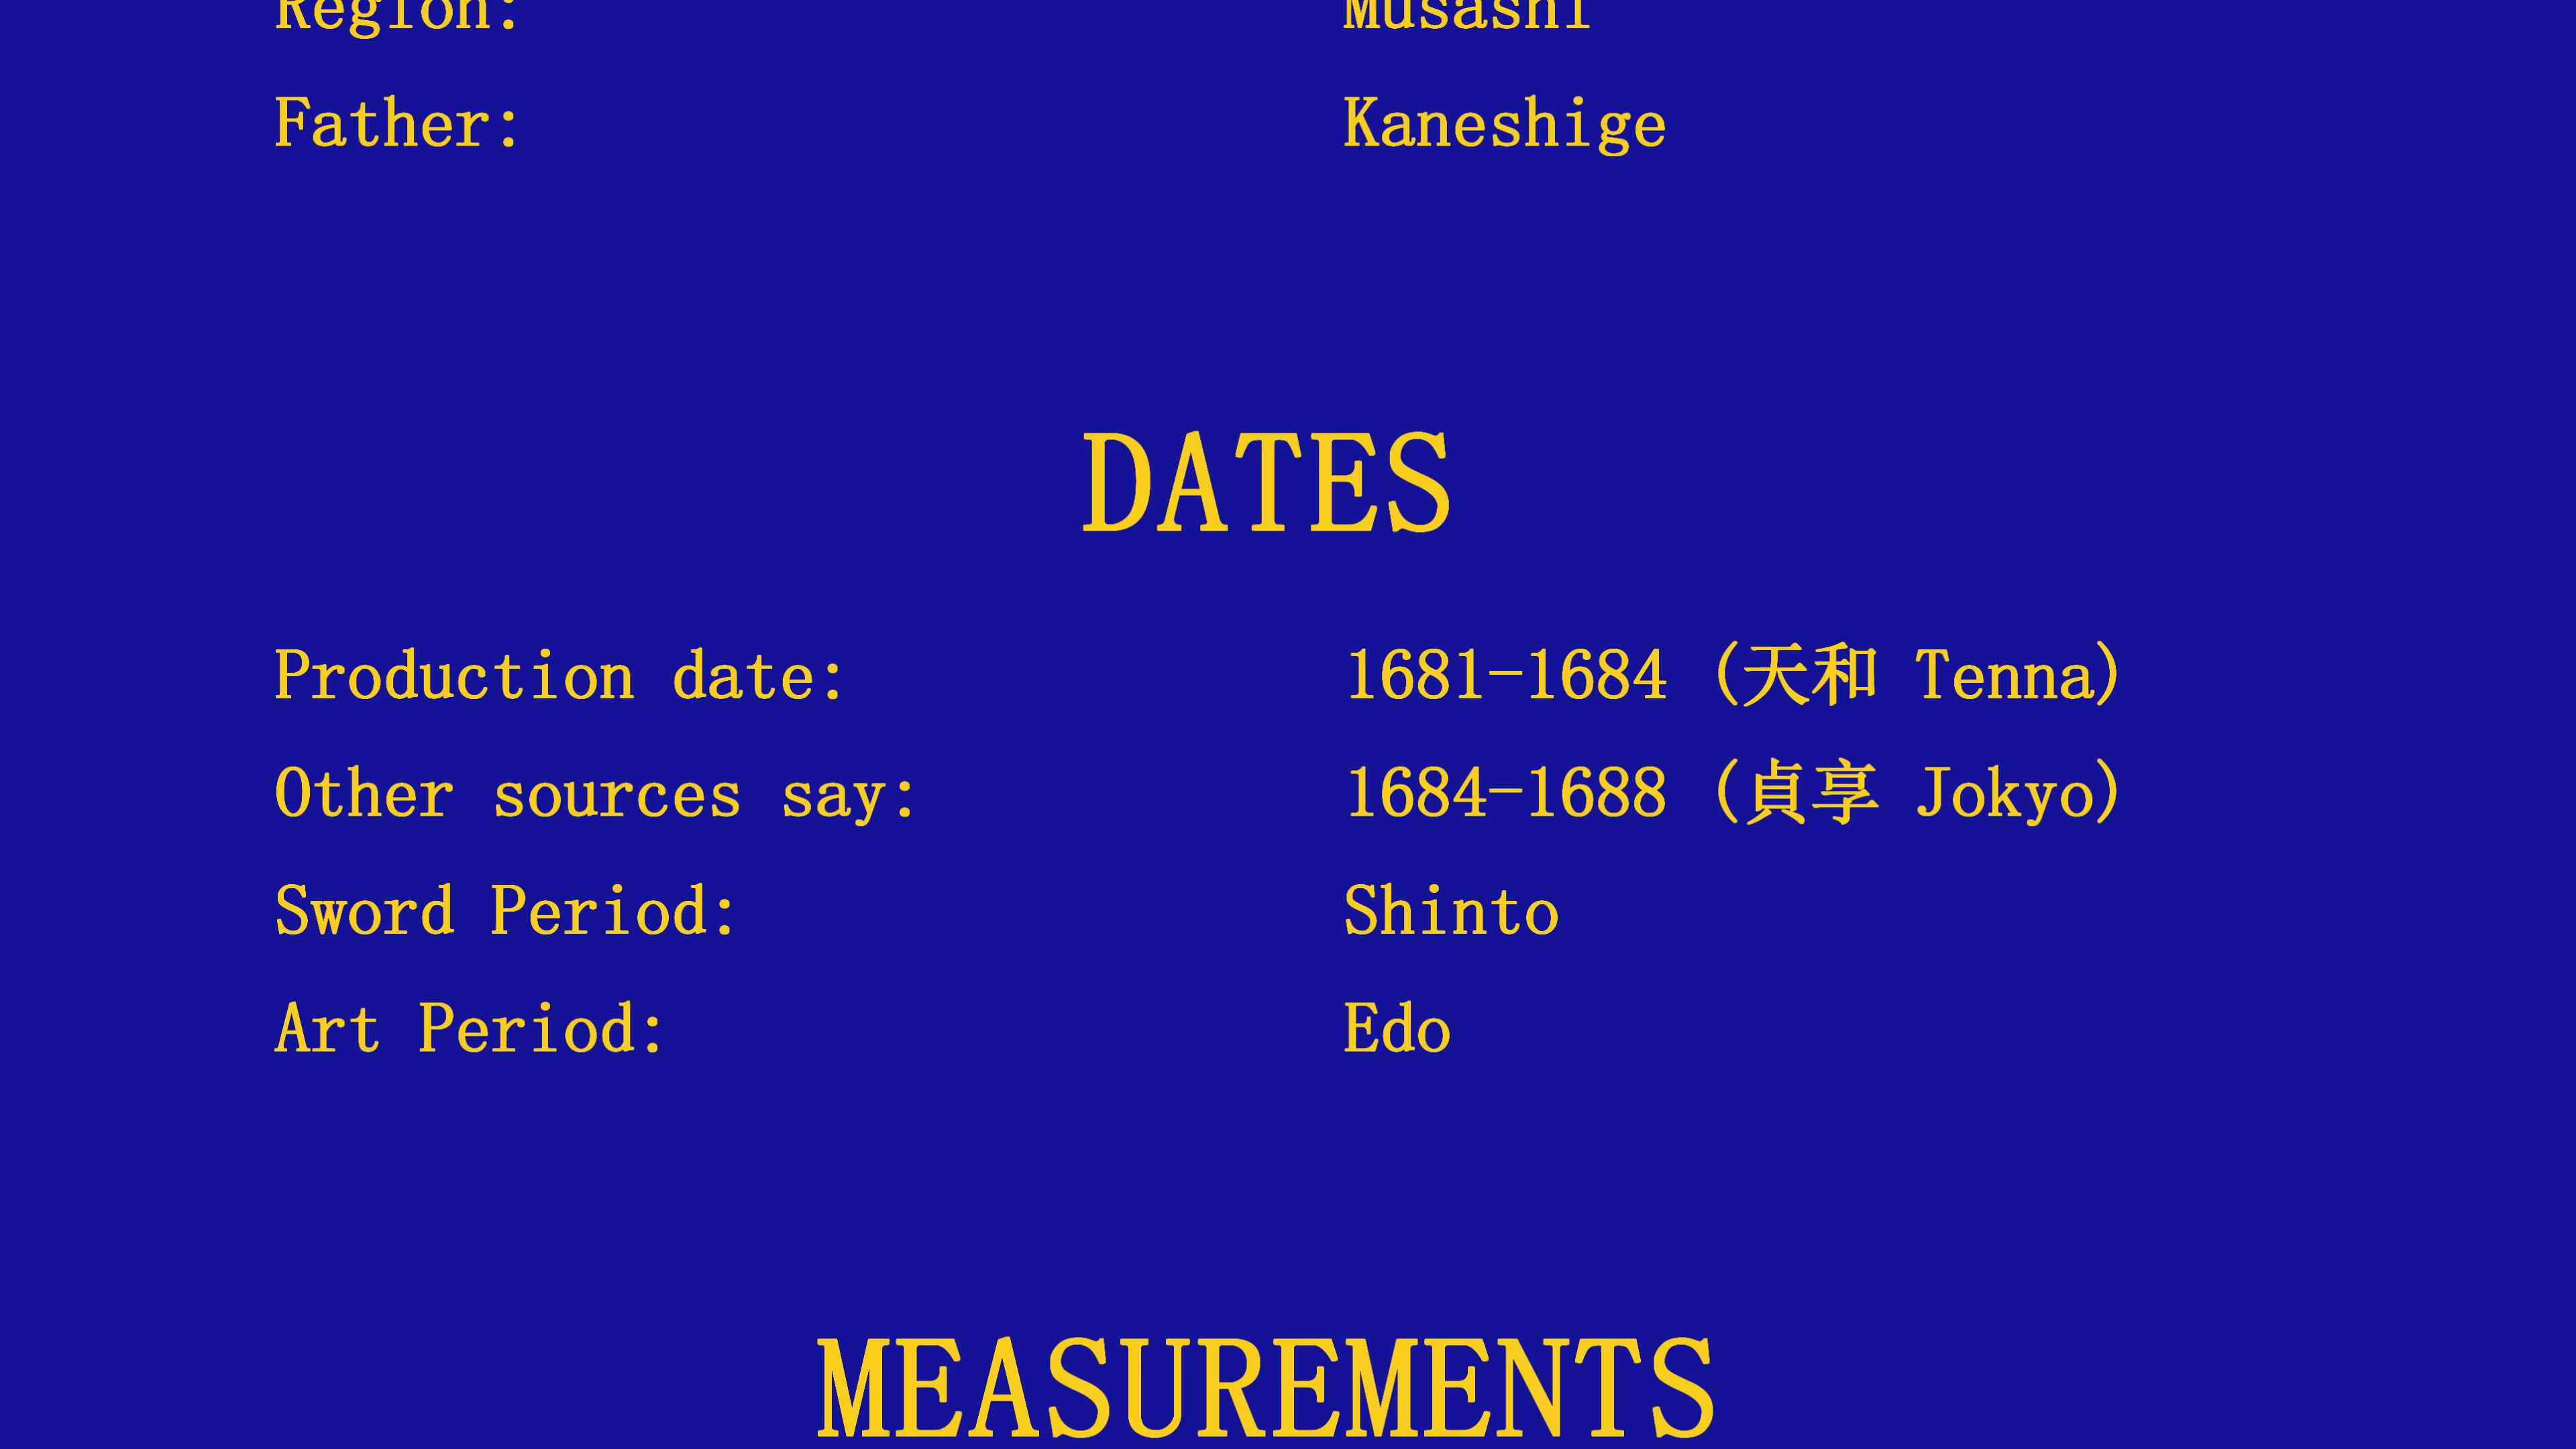 Region: Musashi
Father: Kaneshige
DATES
Production date: 1681-1684 (天和 Tenna)
Other sources say: 1684-1688 (貞享 Jokyo)
Sword Period: Shinto
Art Period: Edo
MEASUREMENTS